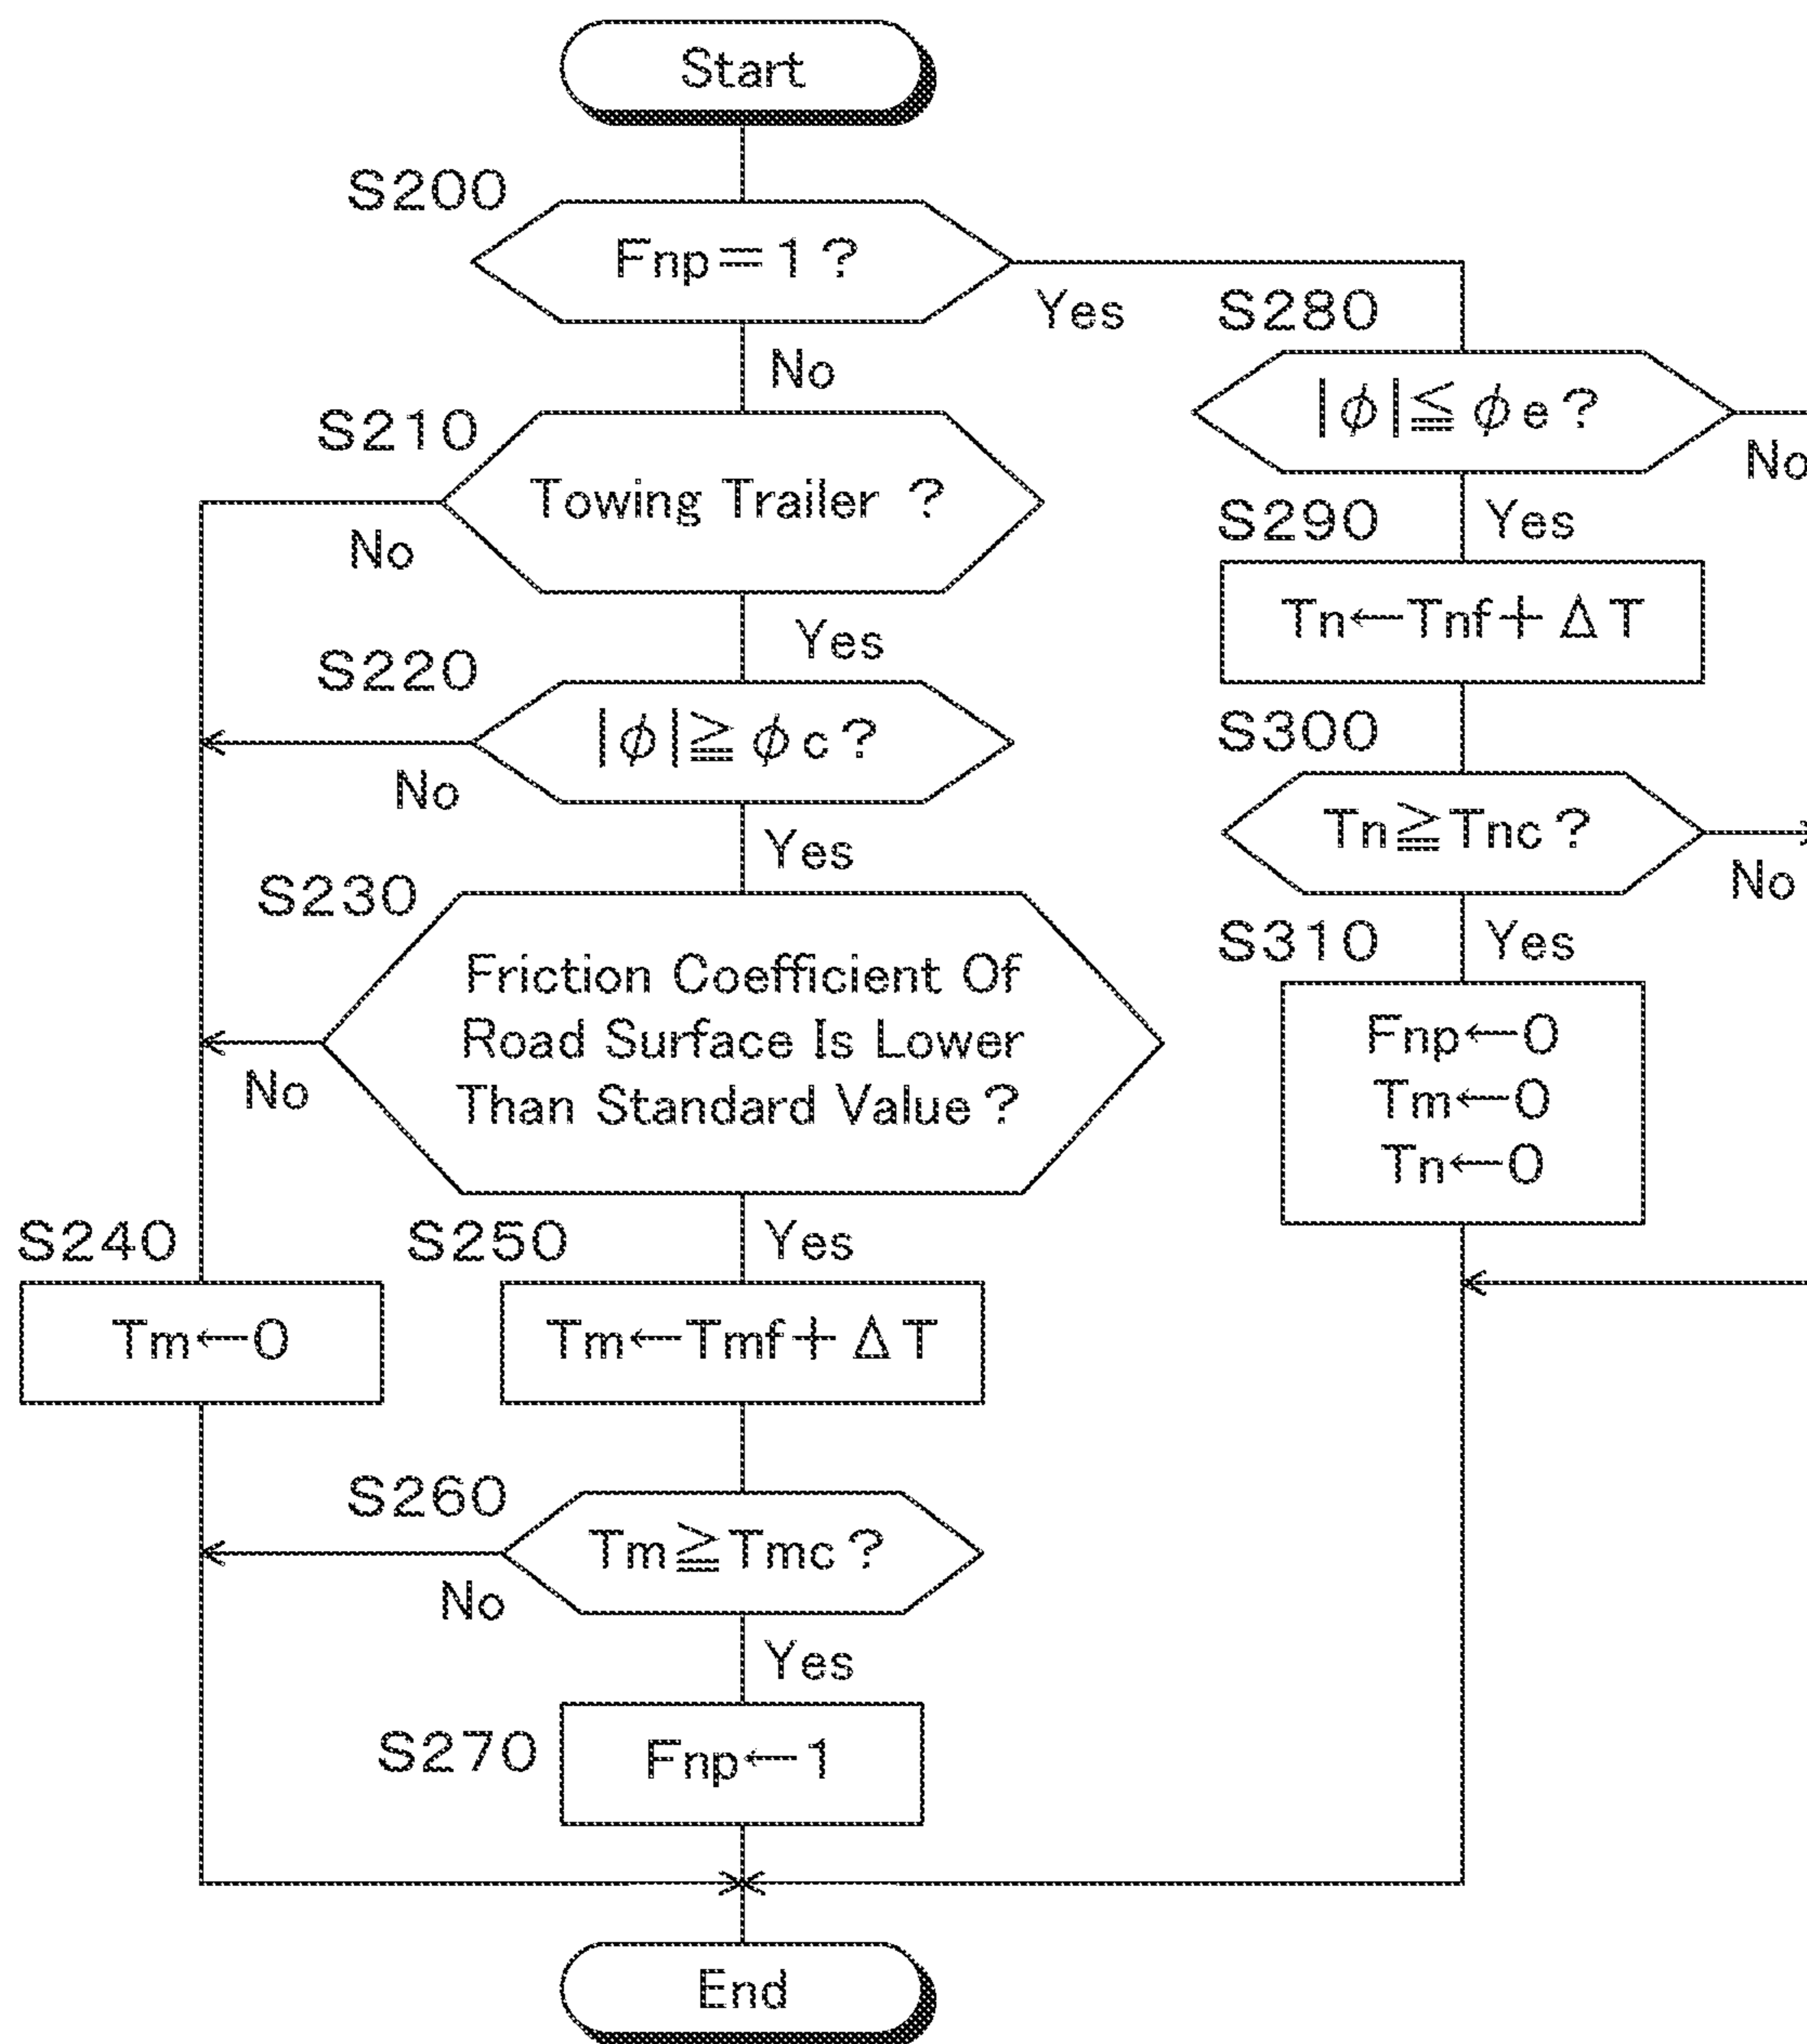 Start
S200
Fnp＝1？
Yes
No
S210
Towing Trailer ？
No
Yes
S220
|ϕ|≧ϕc？
No
Yes
S230
Friction Coefficient Of
Road Surface Is Lower
Than Standard Value？
No
Yes
S240
Tm←0
S250
Tm←Tmf＋ΔT
S260
Tm≧Tmc？
No
Yes
S270
Fnp←1
S280
|ϕ|≦ϕe？
No
Yes
S290
Tn←Tnf＋ΔT
S300
Tn≧Tnc？
No
Yes
S310
Fnp←0
Tm←0
Tn←0
End